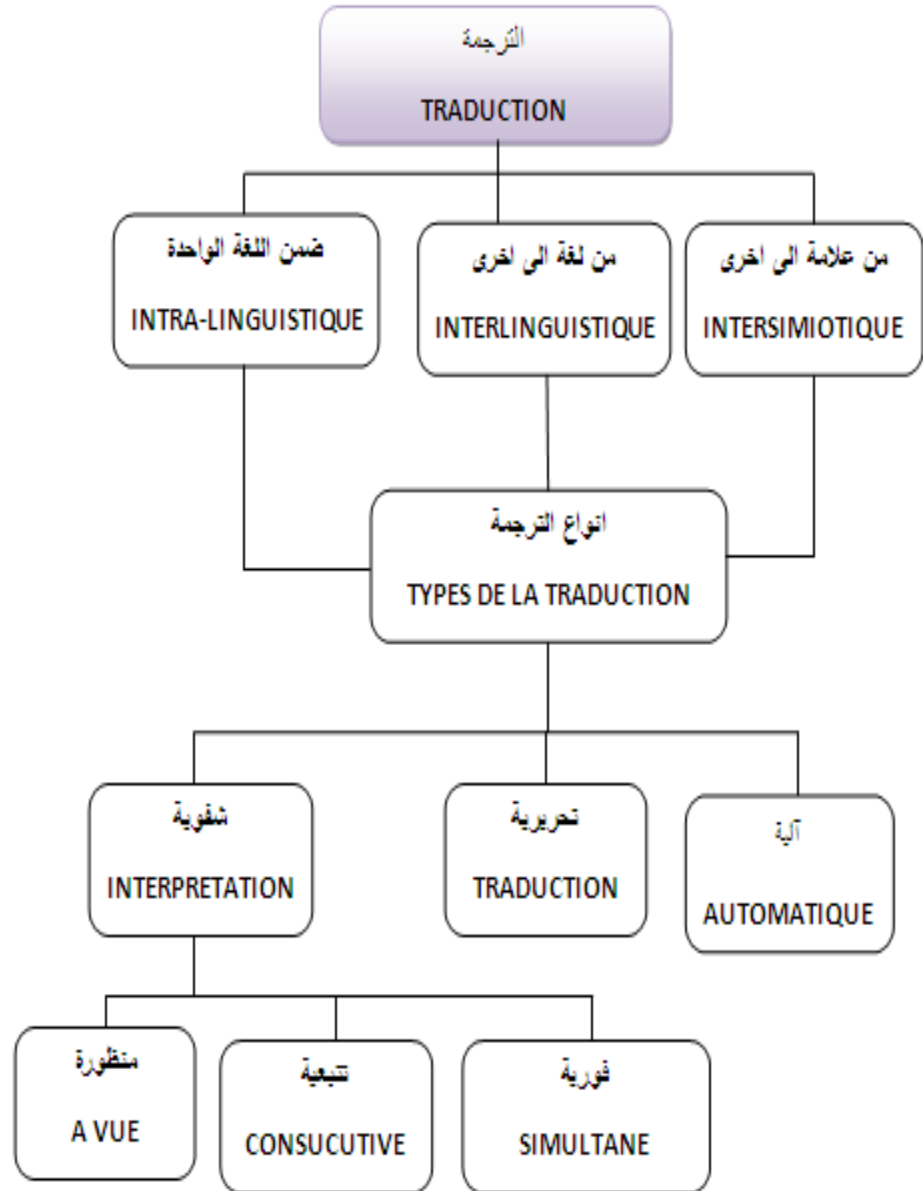 الترجمة
TRADUCTION
ضمن اللغة الواحدة
INTRA-LINGUISTIQUE
من لغة الى اخرى
INTERLINGUISTIQUE
من علامة الى اخرى
INTERSIMIOTIQUE
انواع الترجمة
TYPES DE LA TRADUCTION
شفوية
INTERPRETATION
تحريرية
TRADUCTION
آلية
AUTOMATIQUE
منظورة
A VUE
تتبعية
CONSUCUTIVE
فورية
SIMULTANE